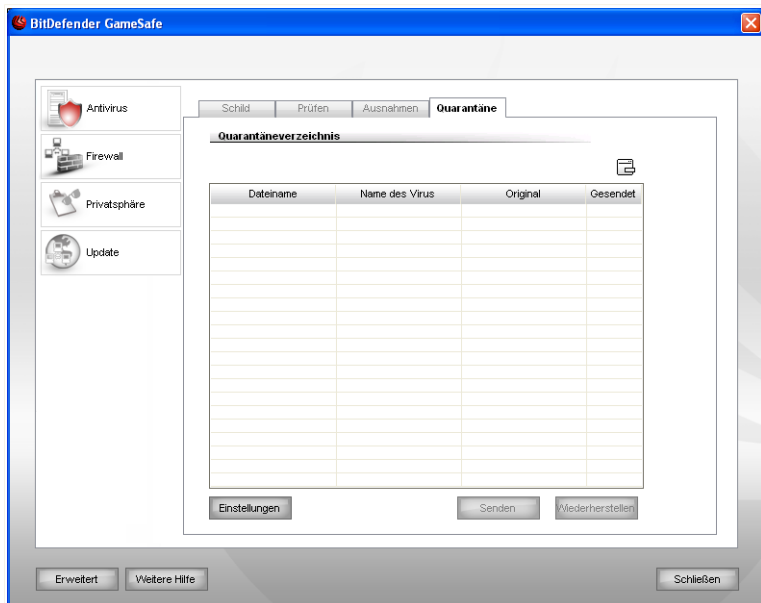 BitDefender GameSafe
Antivirus
Firewall
Privatsphäre
Update
Schild Prüfen Ausnahmen Quarantäne
Quarantäneverzeichnis
Dateiname Name des Virus Original Gesendet
Einstellungen Senden Wiederherstellen
Erweitert Weitere Hilfe Schließen